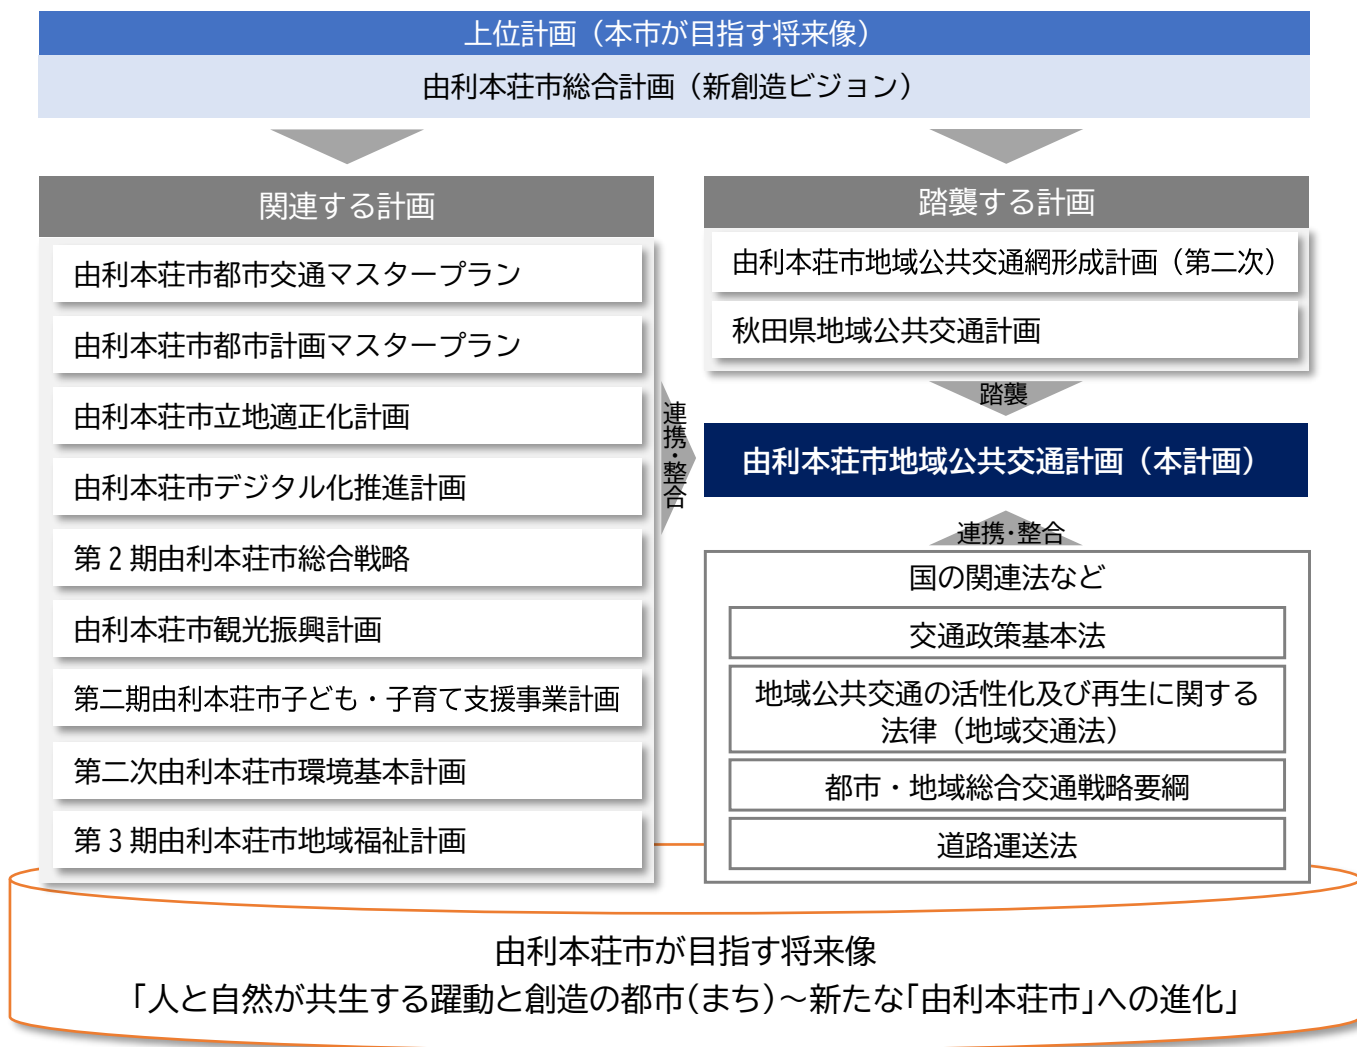 上位計画（本市が目指す将来像）
由利本荘市総合計画（新創造ビジョン）
関連する計画
由利本荘市都市交通マスタープラン
由利本荘市都市計画マスタープラン
由利本荘市立地適正化計画
由利本荘市デジタル化推進計画
第２期由利本荘市総合戦略
由利本荘市観光振興計画
第二期由利本荘市子ども・子育て支援事業計画
第二次由利本荘市環境基本計画
第３期由利本荘市地域福祉計画
連携・整合
踏襲する計画
由利本荘市地域公共交通網形成計画（第二次）
秋田県地域公共交通計画
踏襲
由利本荘市地域公共交通計画（本計画）
連携・整合
国の関連法など
交通政策基本法
地域公共交通の活性化及び再生に関する
法律（地域交通法）
都市・地域総合交通戦略要綱
道路運送法
由利本荘市が目指す将来像
「人と自然が共生する躍動と創造の都市(まち)～新たな「由利本荘市」への進化」